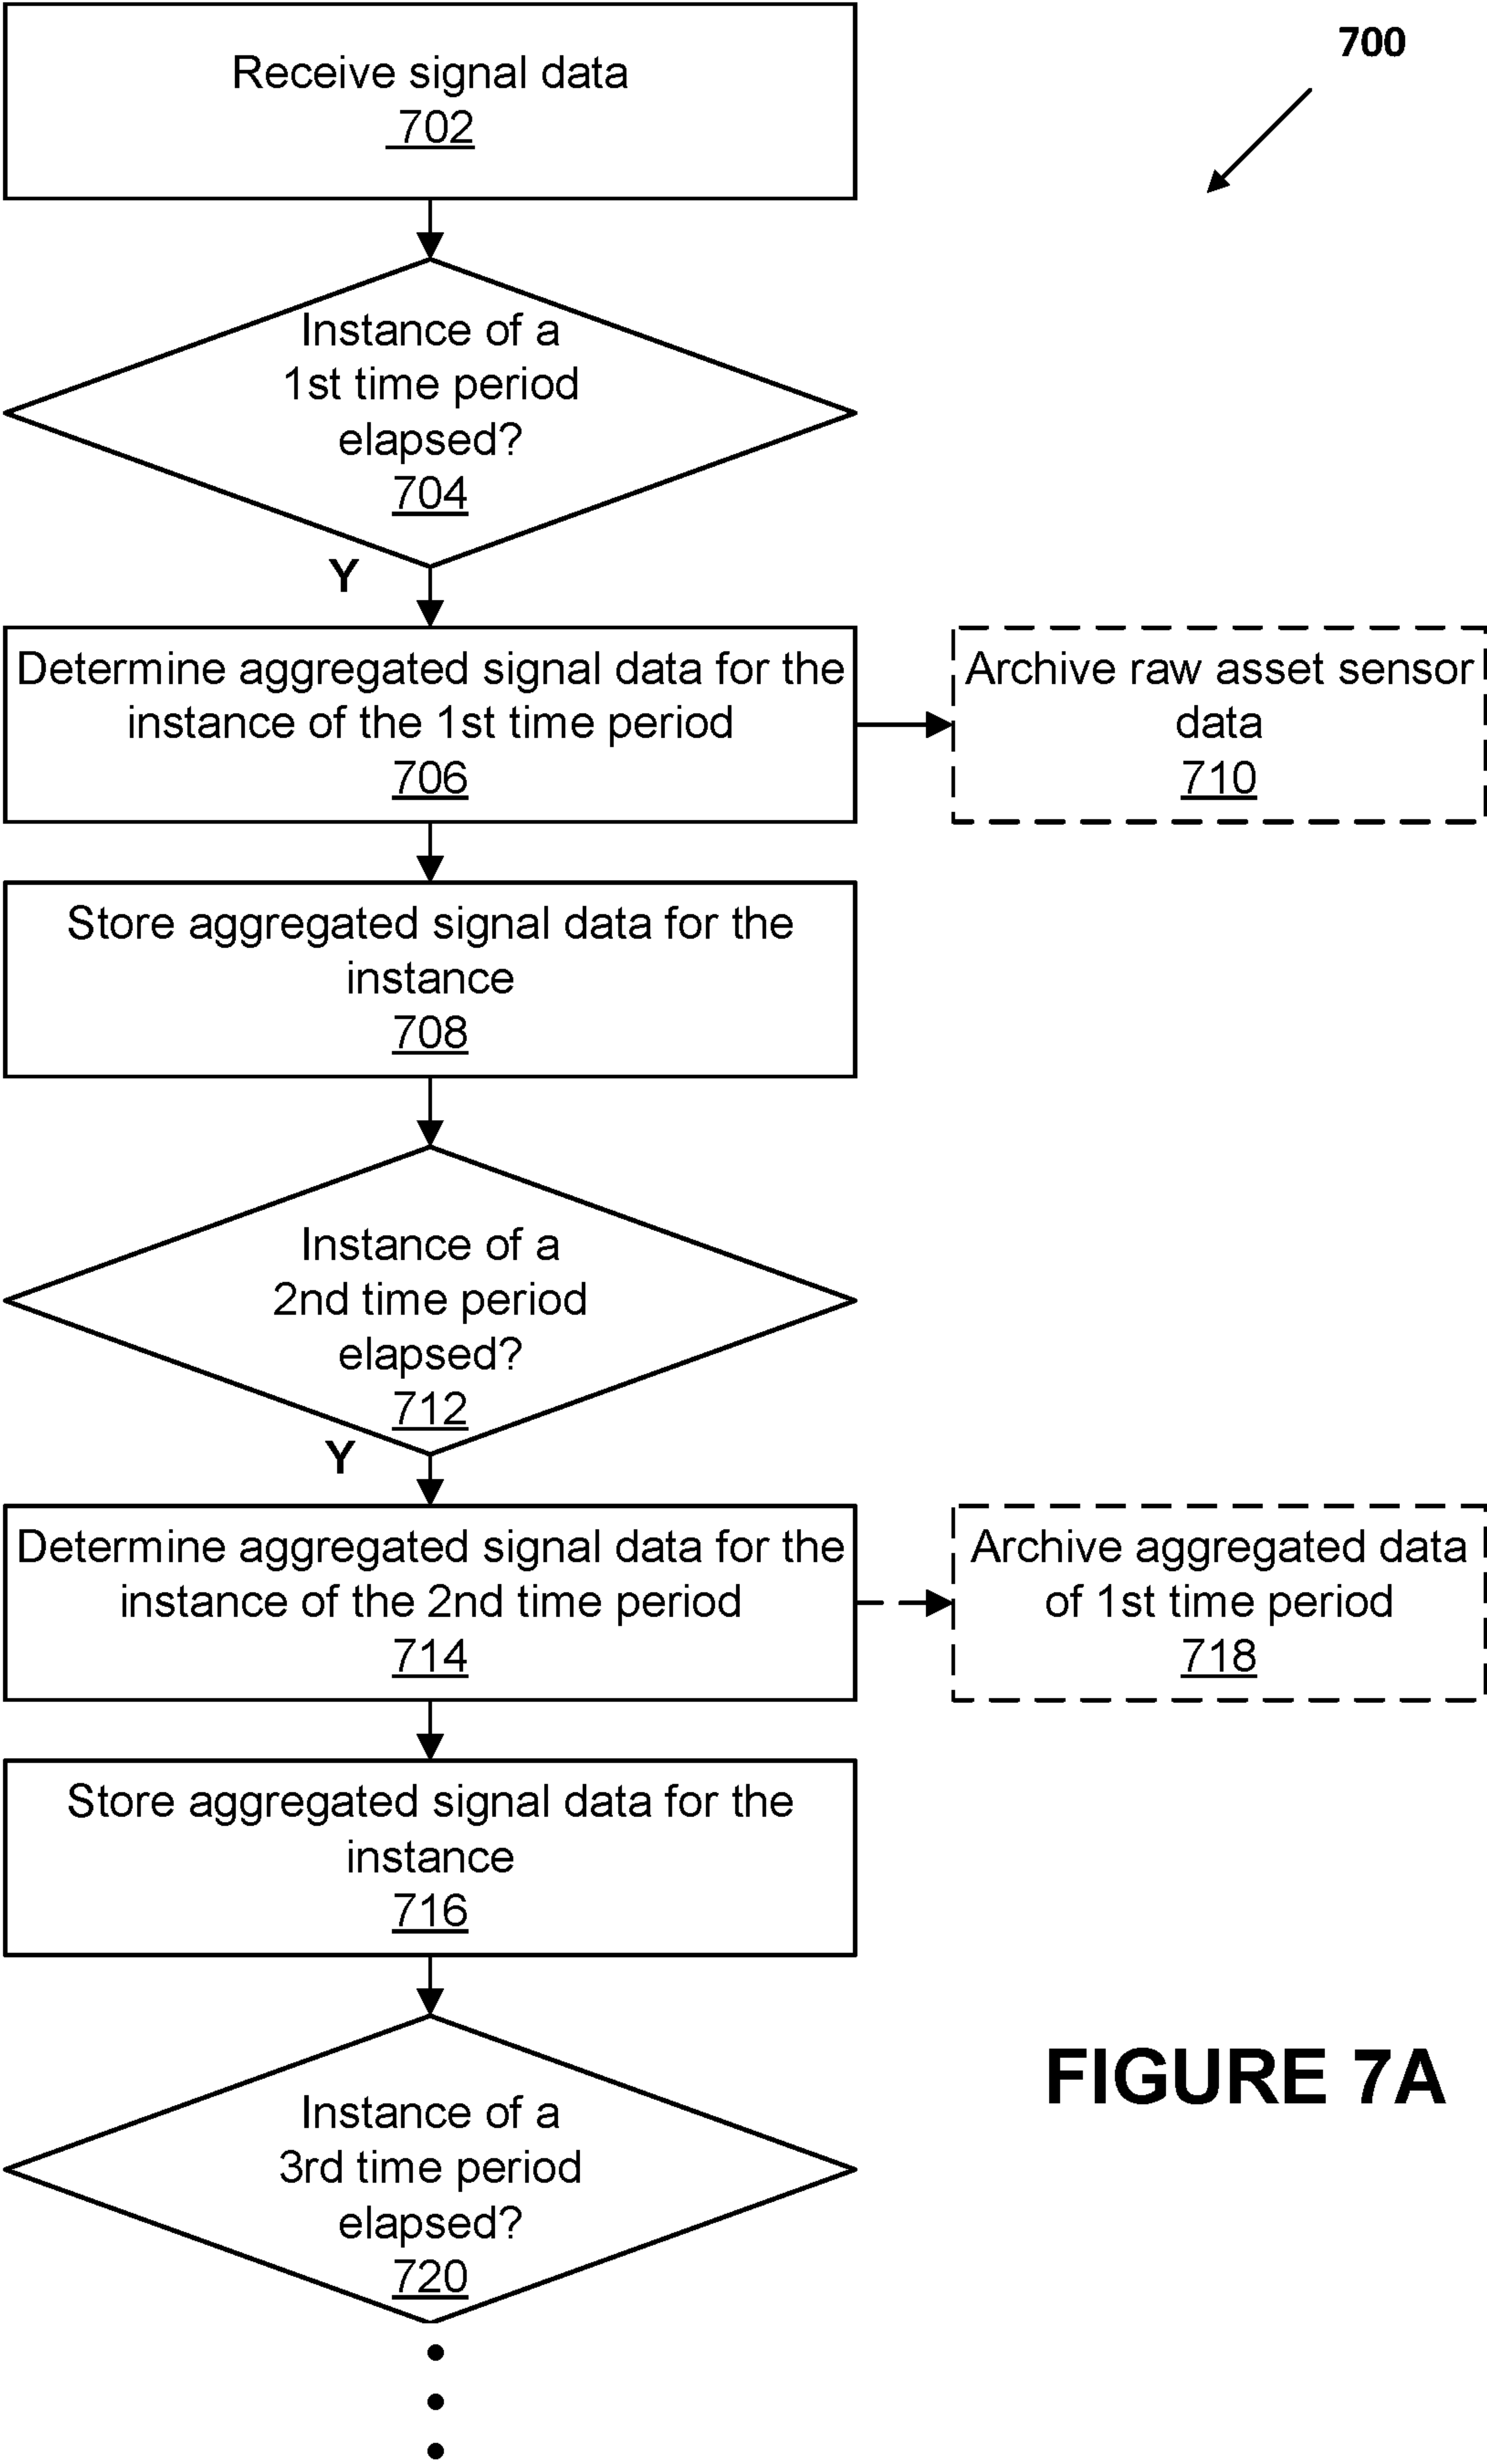 700
Receive signal data
702
Instance of a
1st time period
elapsed?
704
Y
Determine aggregated signal data for the
instance of the 1st time period
706
Archive raw asset sensor
data
710
Store aggregated signal data for the
instance
708
Instance of a
2nd time period
elapsed?
712
Y
Determine aggregated signal data for the
instance of the 2nd time period
714
Archive aggregated data
of 1st time period
718
Store aggregated signal data for the
instance
716
Instance of a
3rd time period
elapsed?
720
FIGURE 7A